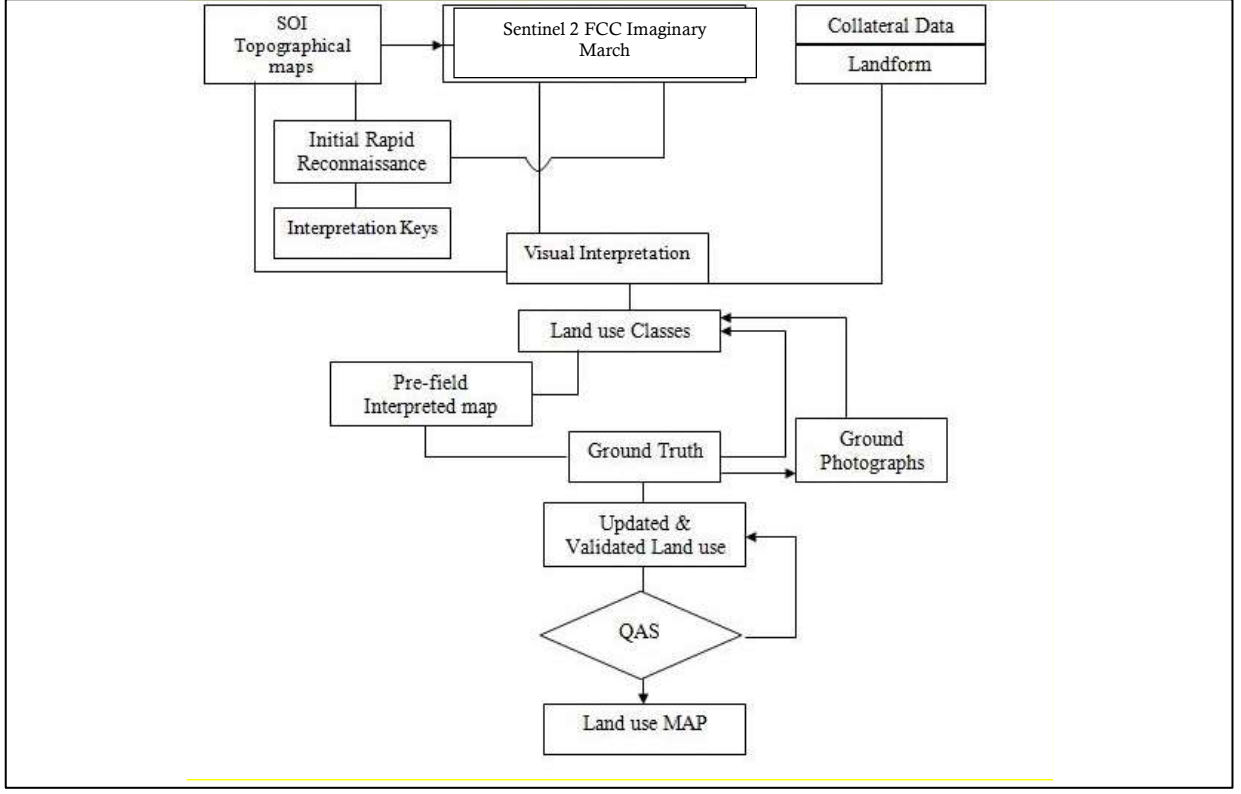 SOI
Topographical
maps
Sentinel 2 FCC Imaginary
March
Collateral Data
Landform
Initial Rapid
Reconnaissance
Interpretation Keys
Visual Interpretation
Land use Classes
Pre-field
Interpreted map
Ground Truth
Ground
Photographs
Updated &
Validated Land use
QAS
Land use MAP